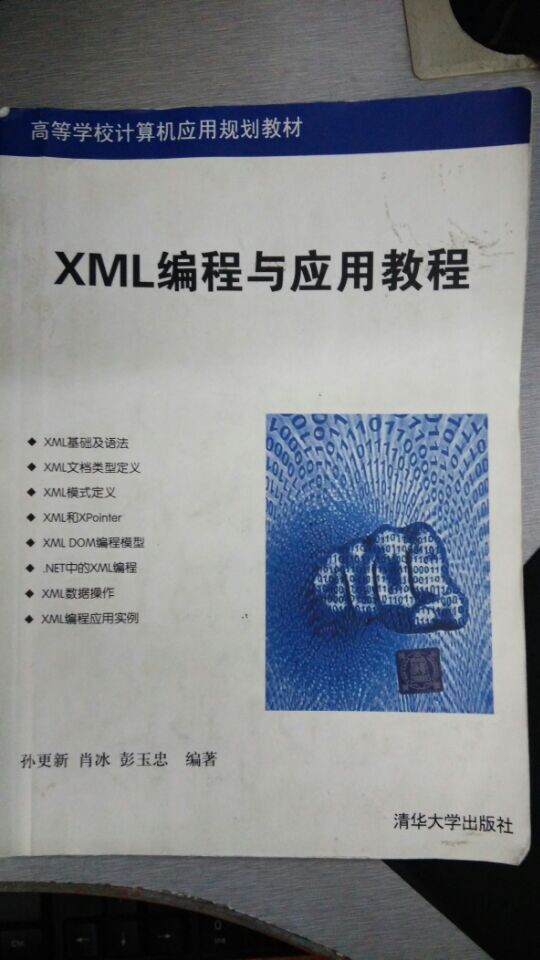 高等学校计算机应用规划教材
XML编程与应用教程
◆ XML基础及语法
◆ XML文档类型定义
◆ XML模式定义
◆ XML和XPointer
◆ XML DOM编程模型
◆ .NET中的XML编程
◆ XML数据操作
◆ XML编程应用实例
孙更新 肖冰 彭玉忠 编著
清华大学出版社
Ctrl
0
Ins